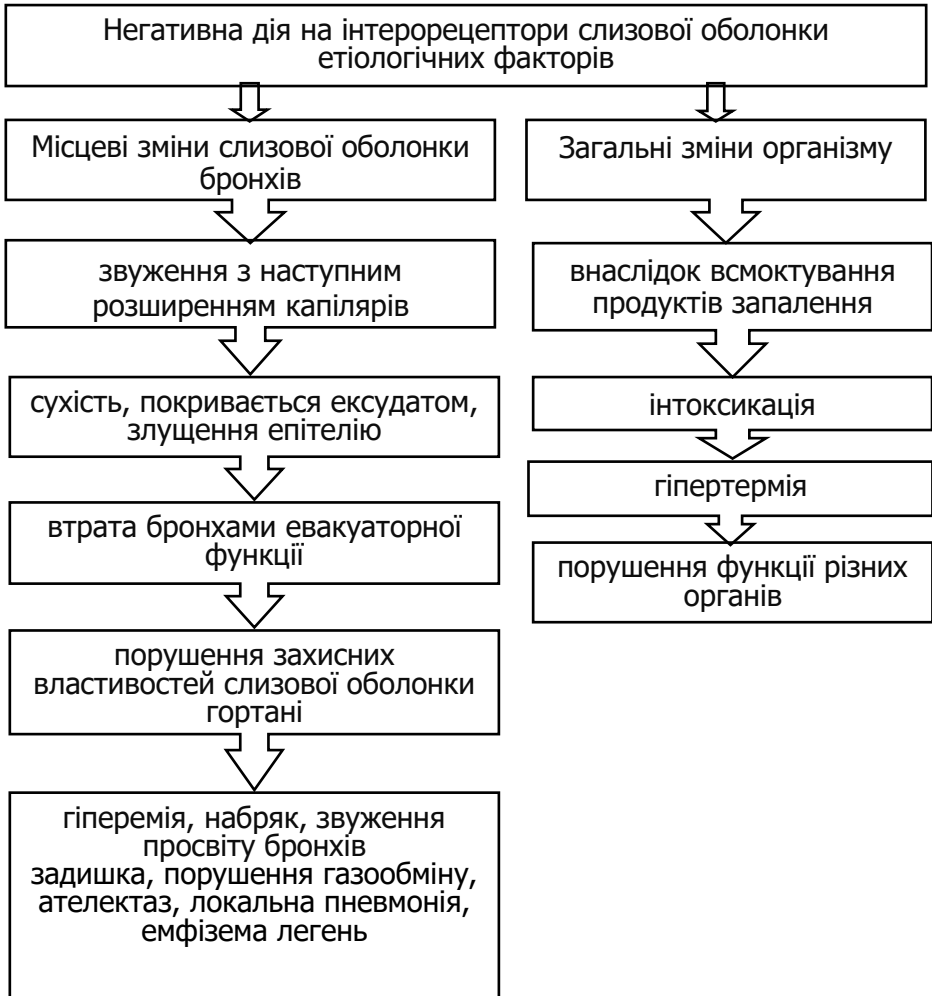 Негативна дія на інтерорецептори слизової оболонки
етіологічних факторів
Місцеві зміни слизової оболонки
бронхів
звуження з наступним
розширенням капілярів
сухість, покривається ексудатом,
злущення епітелію
втрата бронхами евакуаторної
функції
порушення захисних
властивостей слизової оболонки
гортані
гіперемія, набряк, звуження
просвіту бронхів
задишка, порушення газообміну,
ателектаз, локальна пневмонія,
емфізема легень
Загальні зміни організму
внаслідок всмоктування
продуктів запалення
інтоксикація
гіпертермія
порушення функції різних
органів